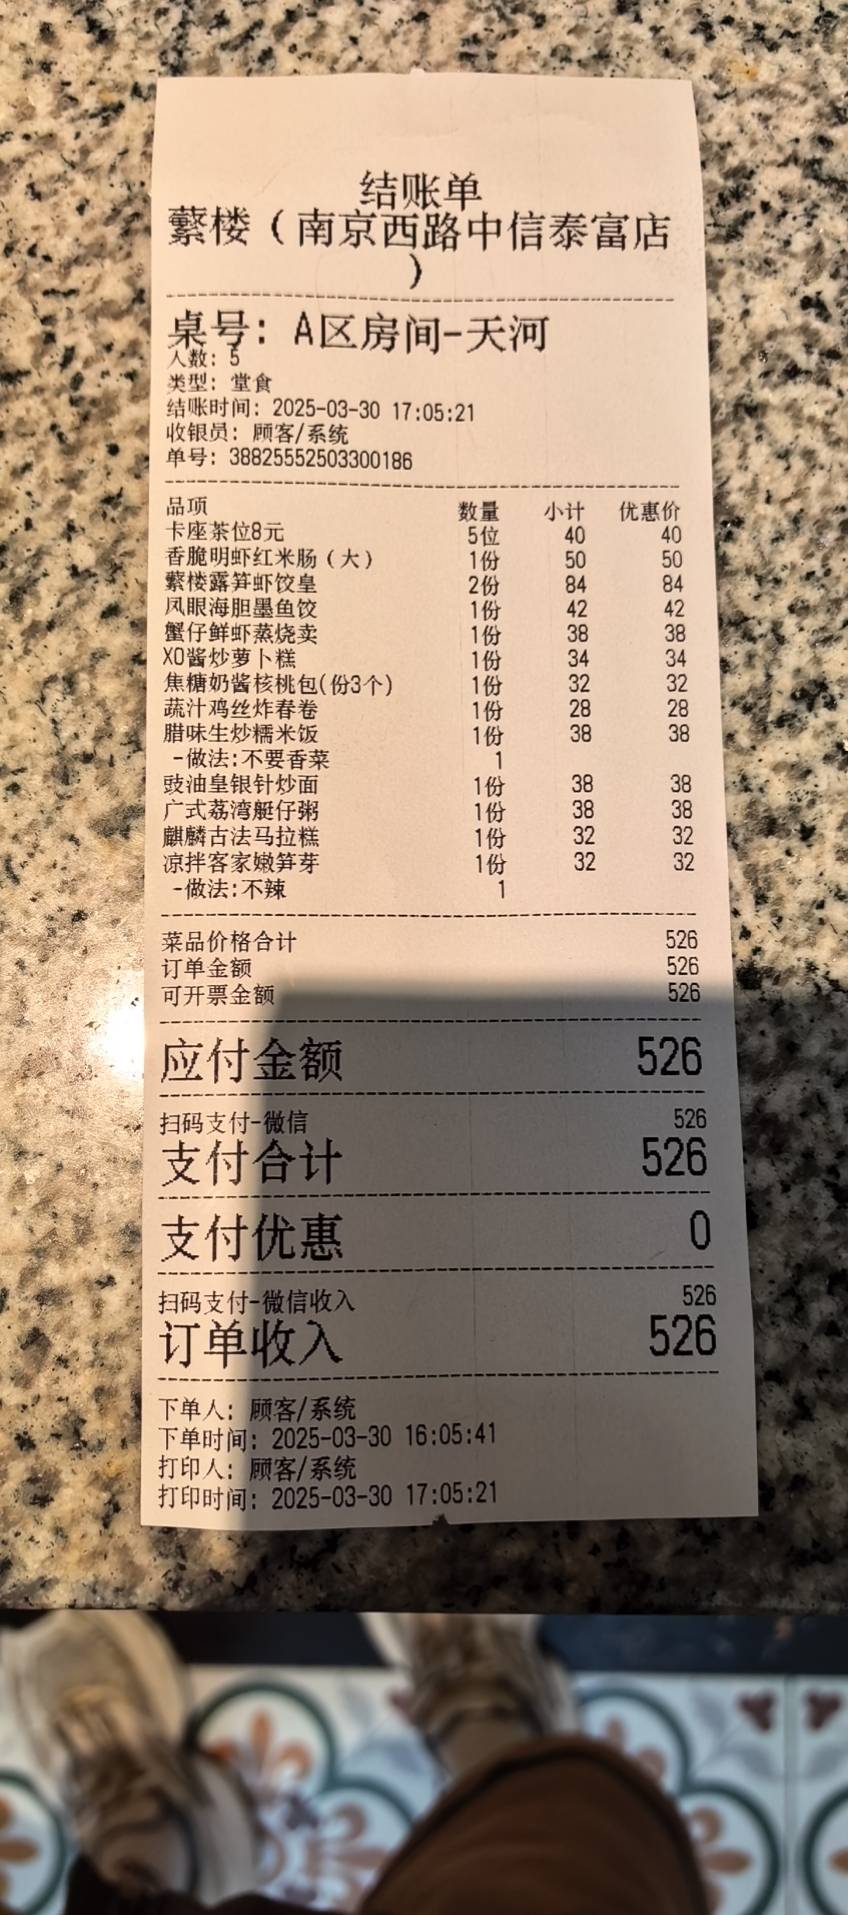 结账单
蘩楼（南京西路中信泰富店
）
桌号: A区房间-天河
人数: 5
类型: 堂食
结账时间: 2025-03-30 17:05:21
收银员: 顾客/系统
单号: 38825552503300186
品项 数量 小计 优惠价
卡座茶位8元 5位 40 40
香脆明虾红米肠（大） 1份 50 50
蘩楼露笋虾饺皇 2份 84 84
凤眼海胆墨鱼饺 1份 42 42
蟹仔鲜虾蒸烧卖 1份 38 38
XO酱炒萝卜糕 1份 34 34
焦糖奶酱核桃包(份3个) 1份 32 32
蔬汁鸡丝炸春卷 1份 28 28
腊味生炒糯米饭 1份 38 38
-做法:不要香菜 1
豉油皇银针炒面 1份 38 38
广式荔湾艇仔粥 1份 38 38
麒麟古法马拉糕 1份 32 32
凉拌客家嫩笋芽 1份 32 32
-做法:不辣 1
菜品价格合计 526
订单金额 526
可开票金额 526
应付金额 526
扫码支付-微信 526
支付合计 526
支付优惠 0
扫码支付-微信收入 526
订单收入 526
下单人: 顾客/系统
下单时间: 2025-03-30 16:05:41
打印人: 顾客/系统
打印时间: 2025-03-30 17:05:21